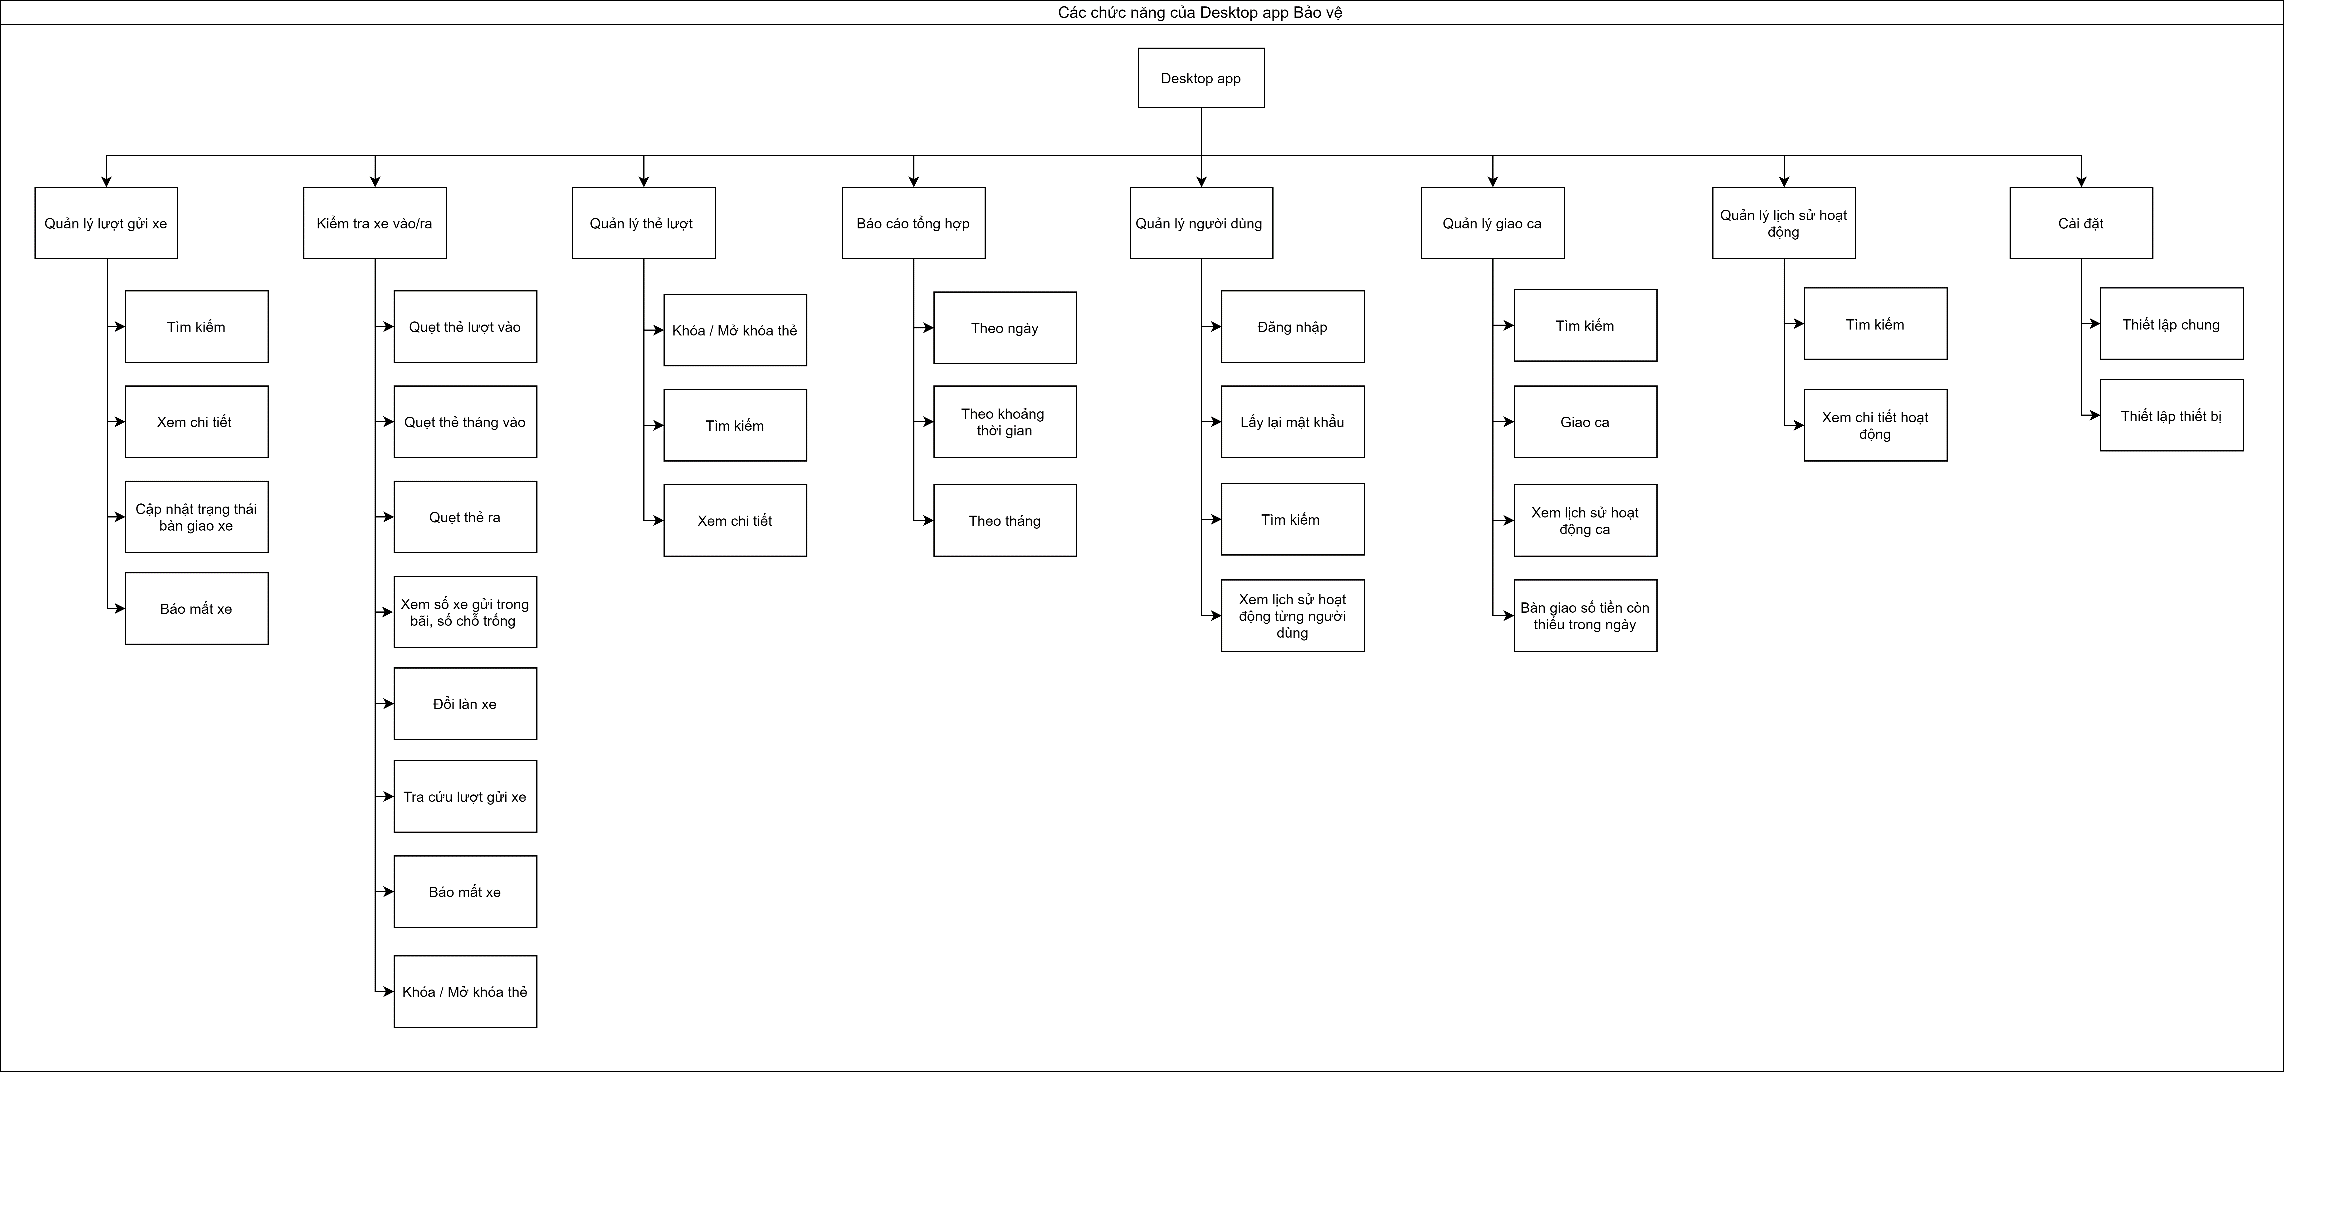 Các chức năng của Desktop app Bảo vệ
Desktop app
Quản lý lượt gửi xe
Kiểm tra xe vào/ra
Quản lý thẻ lượt
Báo cáo tổng hợp
Quản lý người dùng
Quản lý giao ca
Quản lý lịch sử hoạt
động
Cài đặt
Tìm kiếm
Xem chi tiết
Cập nhật trạng thái
bàn giao xe
Báo mất xe
Quẹt thẻ lượt vào
Quẹt thẻ tháng vào
Quẹt thẻ ra
Xem số xe gửi trong
bãi, số chỗ trống
Đổi làn xe
Tra cứu lượt gửi xe
Báo mất xe
Khóa / Mở khóa thẻ
Khóa / Mở khóa thẻ
Tìm kiếm
Xem chi tiết
Theo ngày
Theo khoảng
thời gian
Theo tháng
Đăng nhập
Lấy lại mật khẩu
Tìm kiếm
Xem lịch sử hoạt
động từng người
dùng
Tìm kiếm
Giao ca
Xem lịch sử hoạt
động ca
Bàn giao số tiền còn
thiếu trong ngày
Tìm kiếm
Xem chi tiết hoạt
động
Thiết lập chung
Thiết lập thiết bị